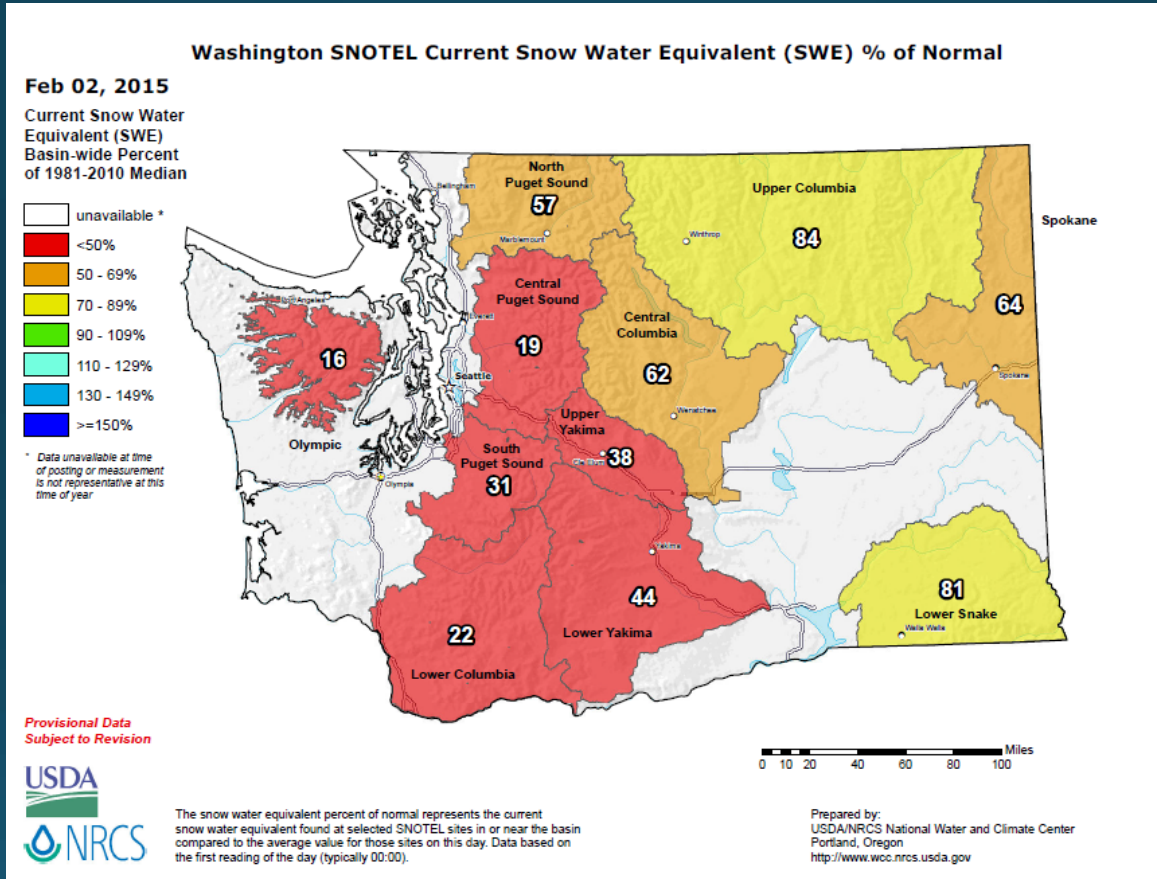 Washington SNOTEL Current Snow Water Equivalent (SWE) % of Normal
Feb 02, 2015
Current Snow Water
Equivalent (SWE)
Basin-wide Percent
of 1981-2010 Median
unavailable *
<50%
50 - 69%
70 - 89%
90 - 109%
110 - 129%
130 - 149%
>=150%
* Data unavailable at time
of posting or measurement
is not representative at this
time of year
North
Puget Sound
57
Bellingham
Marblemount
Upper Columbia
84
Winthrop
Spokane
64
Spokane
Central
Puget Sound
19
Everett
Central
Columbia
62
Wenatchee
Port Angeles
16
Olympic
Seattle
Upper
Yakima
38
Cle Elum
South
Puget Sound
31
Olympia
Yakima
44
Lower Yakima
22
Lower Columbia
81
Lower Snake
Walla Walla
Provisional Data
Subject to Revision
USDA
NRCS
Miles
0 10 20 40 60 80 100
The snow water equivalent percent of normal represents the current
snow water equivalent found at selected SNOTEL sites in or near the basin
compared to the average value for those sites on this day. Data based on
the first reading of the day (typically 00:00).
Prepared by:
USDA/NRCS National Water and Climate Center
Portland, Oregon
http://www.wcc.nrcs.usda.gov